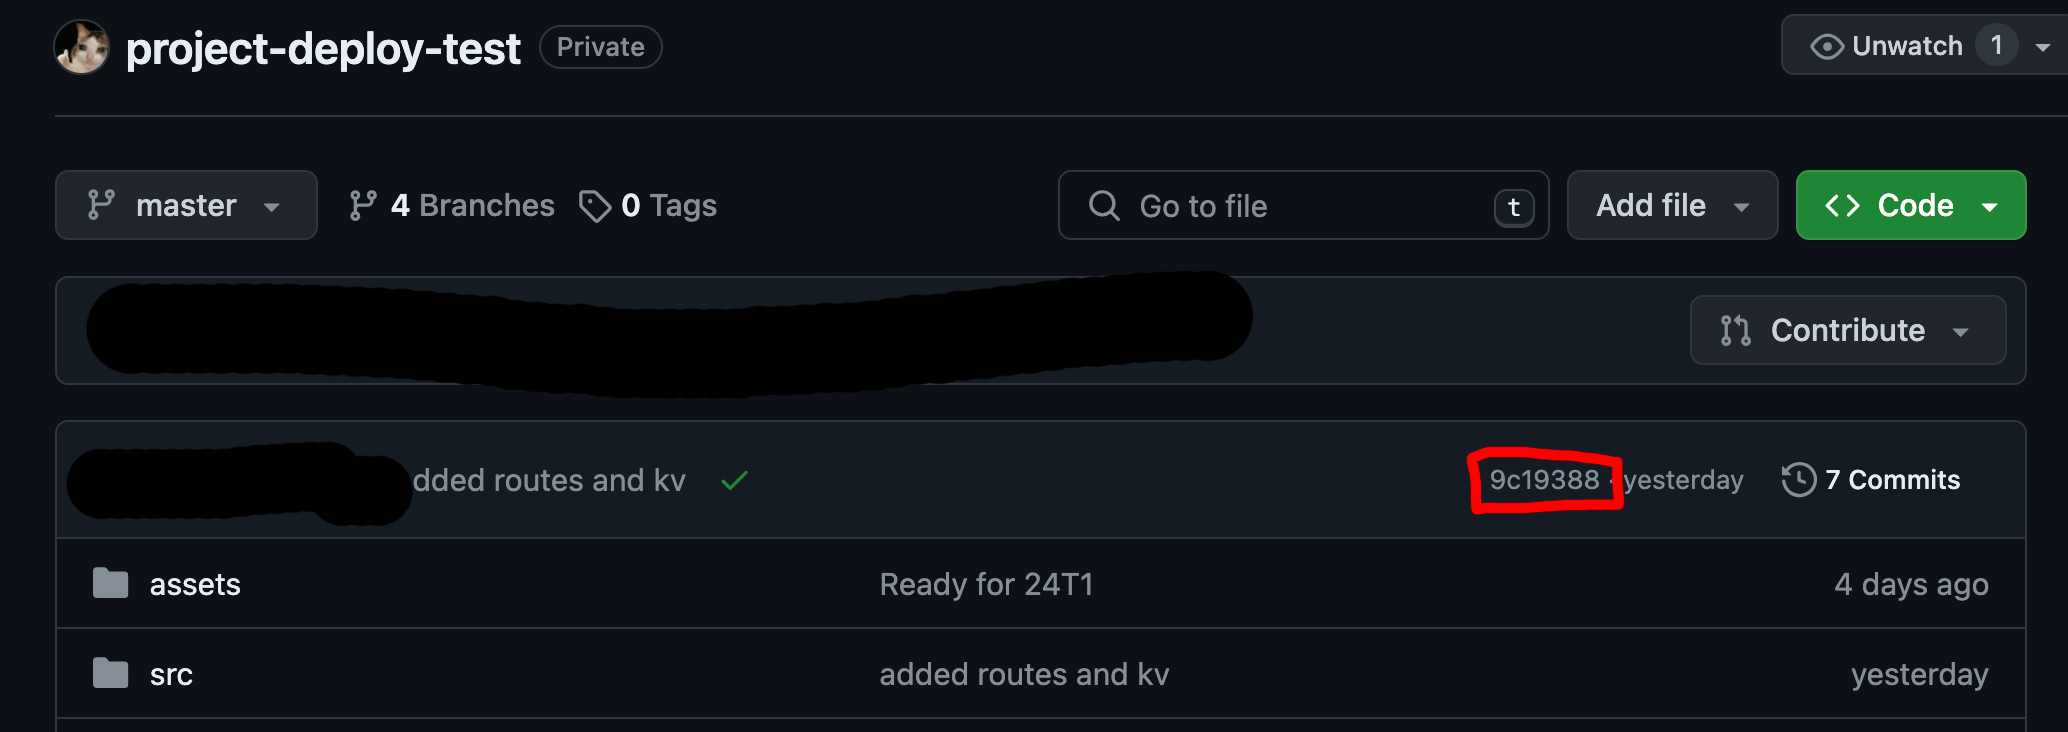 project-deploy-test Private Unwatch 1
master 4 Branches 0 Tags Go to file t Add file Code
Contribute
dded routes and kv 9c19388 · yesterday 7 Commits
assets Ready for 24T1 4 days ago
src added routes and kv yesterday